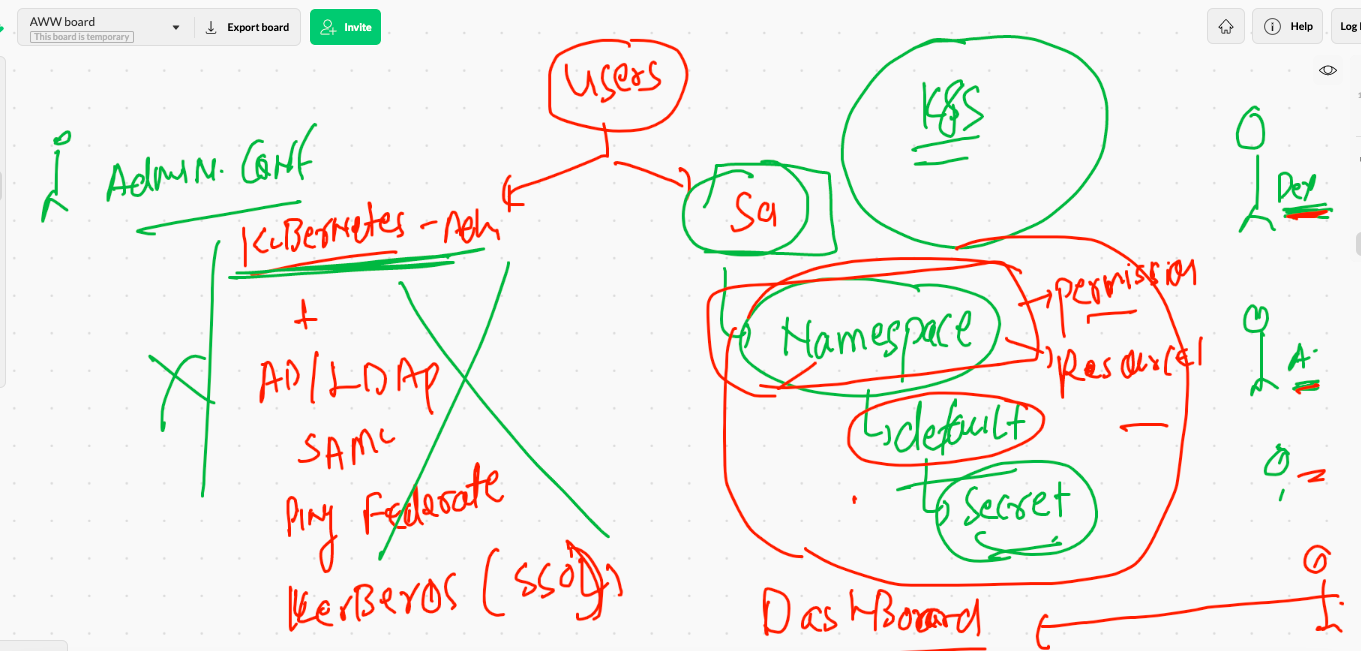 AWW board
This board is temporary
Export board
Invite
Help
Log
users
K8s
Admin. Conf
Sa
Dev
Kubernetes - Adm
permission
+
Namespace
Resources
AD/LDAP
A.
default
SAML
secret
Ping Federate
KerBeros (SSO)
DashBoard